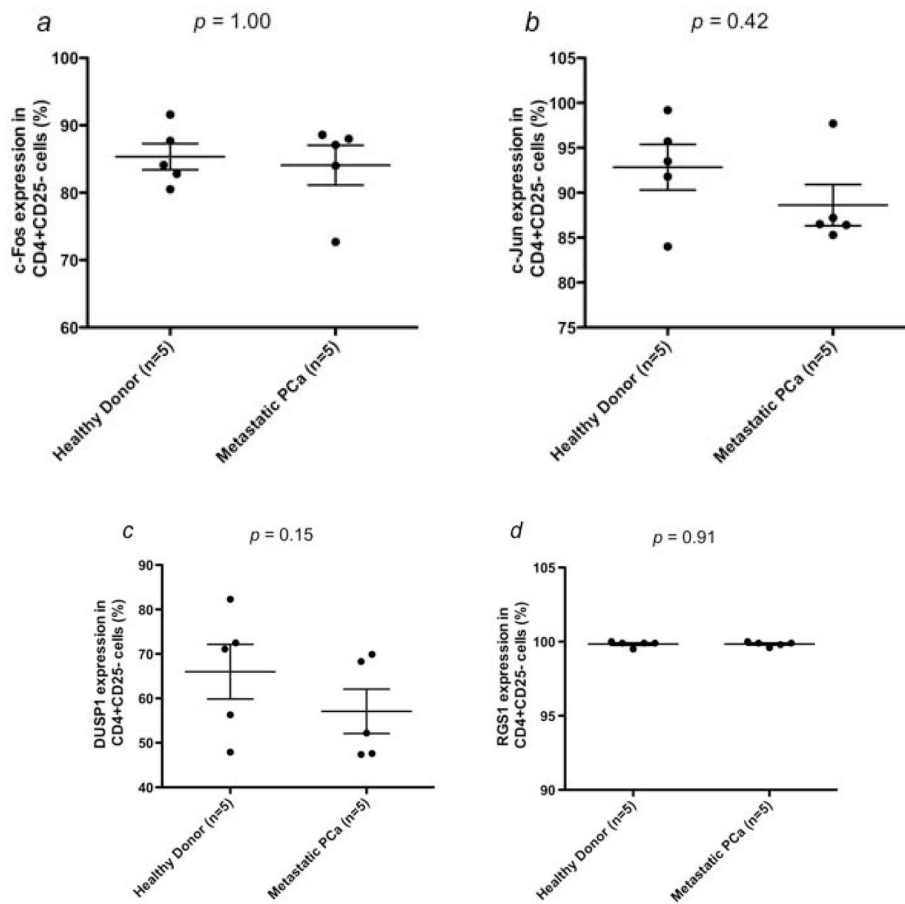 a
p = 1.00
c-Fos expression in
CD4+CD25- cells (%)
100
90
80
70
60
Healthy Donor (n=5)
Metastatic PCa (n=5)
b
p = 0.42
c-Jun expression in
CD4+CD25- cells (%)
105
100
95
90
85
80
75
Healthy Donor (n=5)
Metastatic PCa (n=5)
c
p = 0.15
DUSP1 expression in
CD4+CD25- cells (%)
90
80
70
60
50
40
Healthy Donor (n=5)
Metastatic PCa (n=5)
d
p = 0.91
RGS1 expression in
CD4+CD25- cells (%)
105
100
95
90
Healthy Donor (n=5)
Metastatic PCa (n=5)